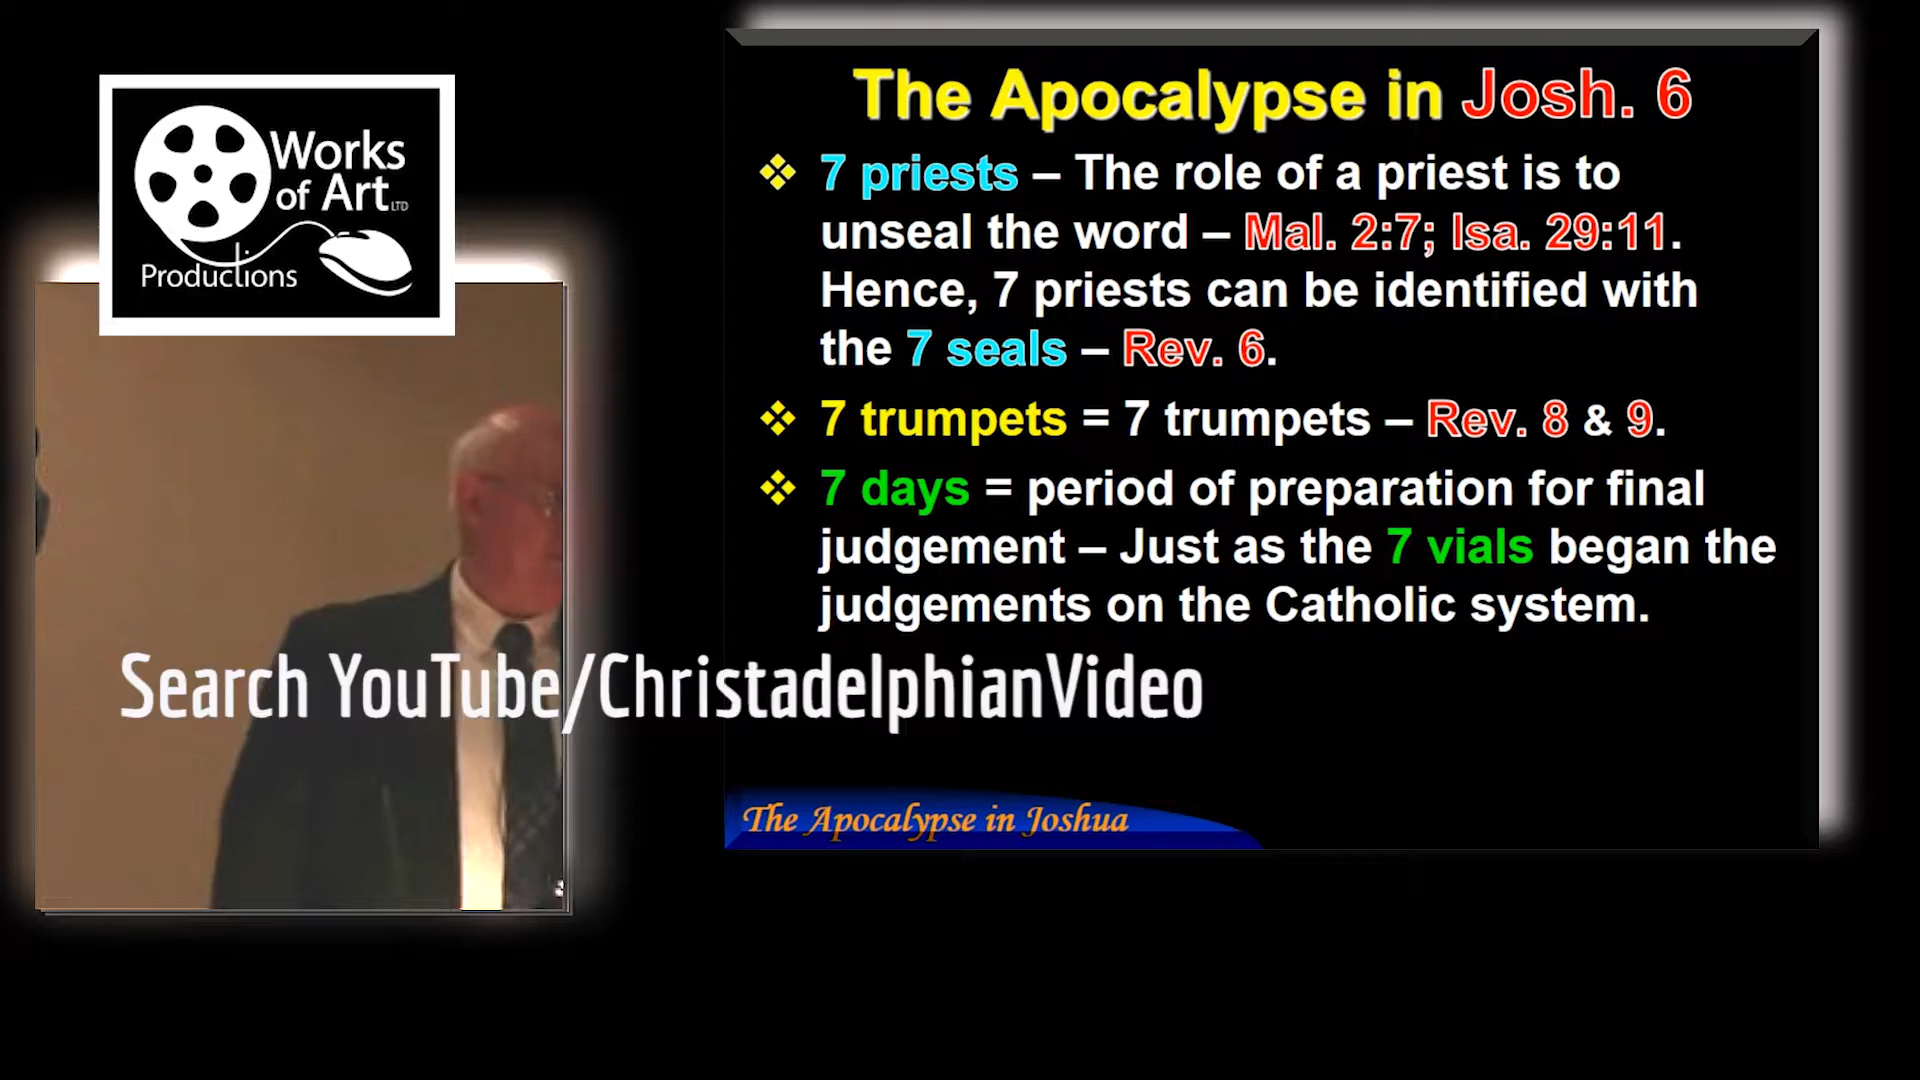 Works
of Art LTD
Productions
The Apocalypse in Josh. 6
❖ 7 priests – The role of a priest is to
unseal the word – Mal. 2:7; Isa. 29:11.
Hence, 7 priests can be identified with
the 7 seals – Rev. 6.
❖ 7 trumpets = 7 trumpets – Rev. 8 & 9.
❖ 7 days = period of preparation for final
judgement – Just as the 7 vials began the
judgements on the Catholic system.
Search YouTube/ChristadelphianVideo
The Apocalypse in Joshua